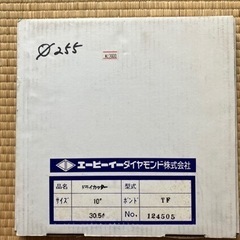 Ø255
エービーイーダイヤモンド株式会社
品名 ドライカッター 型式
サイズ 10" ボンド TF
30.5φ No. 124505